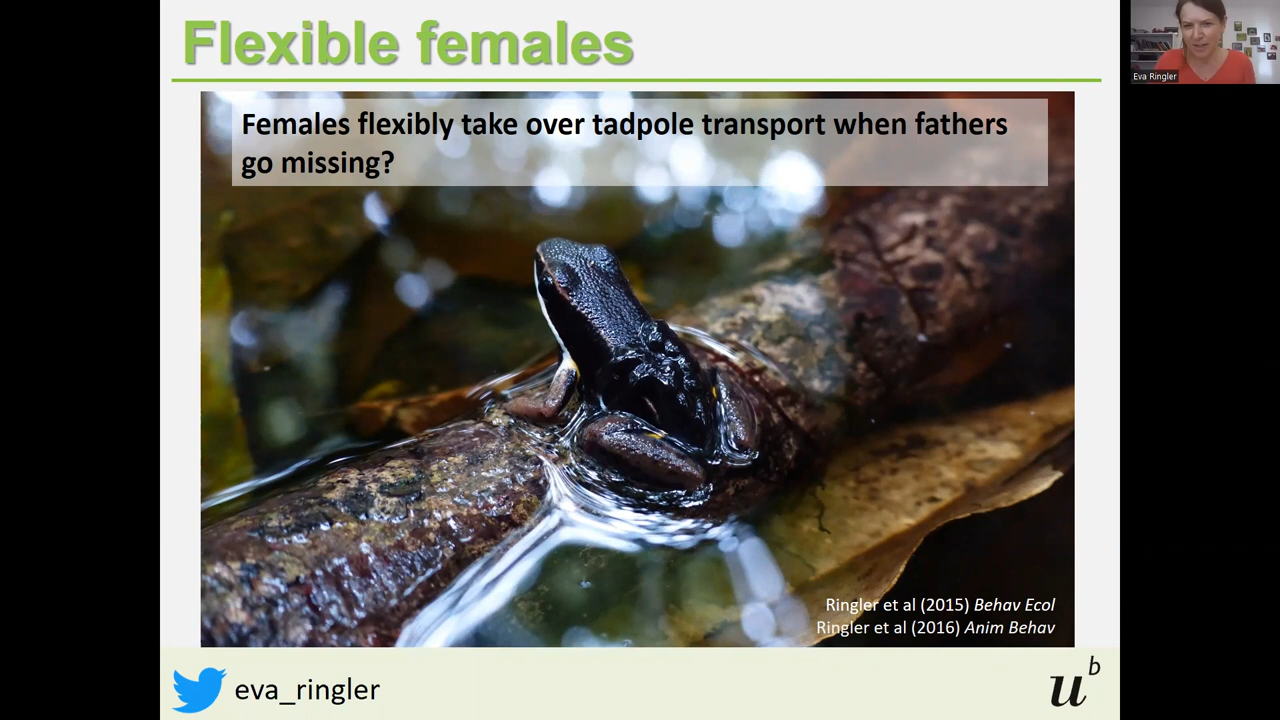 Flexible females
Eva Ringler
Females flexibly take over tadpole transport when fathers
go missing?
Ringler et al (2015) Behav Ecol
Ringler et al (2016) Anim Behav
eva_ringler
u b